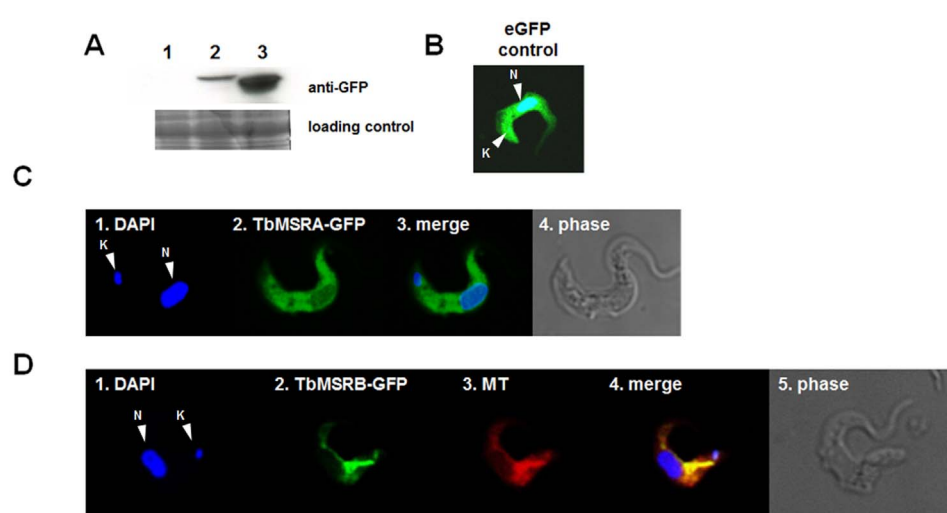 A
1 2 3
anti-GFP
loading control
B
eGFP
control
N
K
C
1. DAPI 2. TbMSRA-GFP 3. merge 4. phase
K
N
D
1. DAPI 2. TbMSRB-GFP 3. MT 4. merge 5. phase
N
K